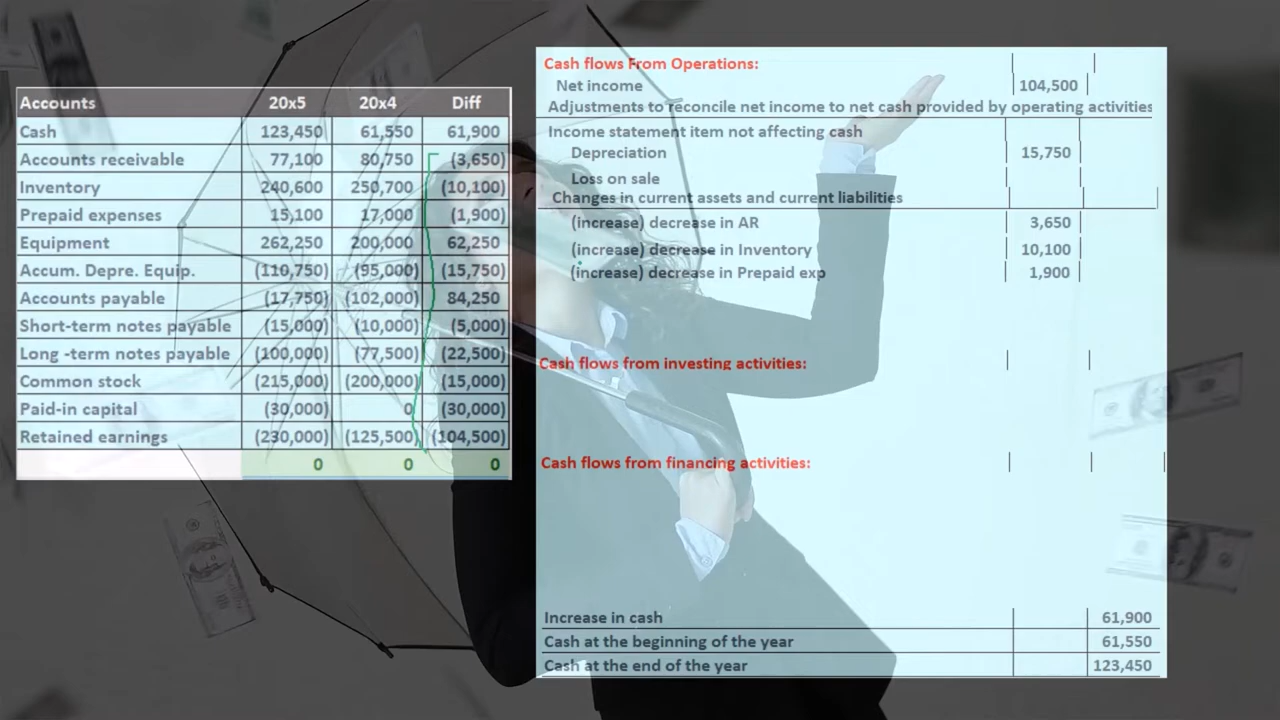 Accounts 20x5 20x4 Diff
Cash 123,450 61,550 61,900
Accounts receivable 77,100 80,750 (3,650)
Inventory 240,600 250,700 (10,100)
Prepaid expenses 15,100 17,000 (1,900)
Equipment 262,250 200,000 62,250
Accum. Depre. Equip. (110,750) (95,000) (15,750)
Accounts payable (17,750) (102,000) 84,250
Short-term notes payable (15,000) (10,000) (5,000)
Long -term notes payable (100,000) (77,500) (22,500)
Common stock (215,000) (200,000) (15,000)
Paid-in capital (30,000) 0 (30,000)
Retained earnings (230,000) (125,500) (104,500)
0 0 0
Cash flows From Operations:
Net income 104,500
Adjustments to reconcile net income to net cash provided by operating activities
Income statement item not affecting cash
Depreciation 15,750
Loss on sale
Changes in current assets and current liabilities
(increase) decrease in AR 3,650
(increase) decrease in Inventory 10,100
(increase) decrease in Prepaid exp 1,900
Cash flows from investing activities:
Cash flows from financing activities:
Increase in cash 61,900
Cash at the beginning of the year 61,550
Cash at the end of the year 123,450